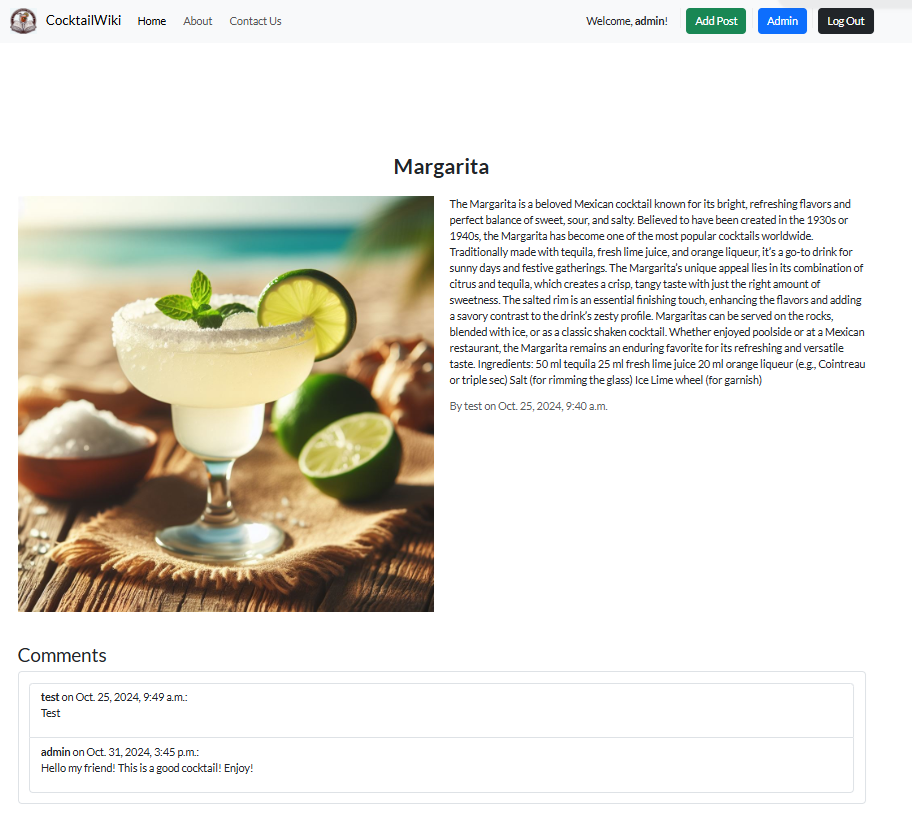 CocktailWiki Home About Contact Us Welcome, admin! Add Post Admin Log Out
Margarita
The Margarita is a beloved Mexican cocktail known for its bright, refreshing flavors and
perfect balance of sweet, sour, and salty. Believed to have been created in the 1930s or
1940s, the Margarita has become one of the most popular cocktails worldwide.
Traditionally made with tequila, fresh lime juice, and orange liqueur, it's a go-to drink for
sunny days and festive gatherings. The Margarita's unique appeal lies in its combination of
citrus and tequila, which creates a crisp, tangy taste with just the right amount of
sweetness. The salted rim is an essential finishing touch, enhancing the flavors and adding
a savory contrast to the drink's zesty profile. Margaritas can be served on the rocks,
blended with ice, or as a classic shaken cocktail. Whether enjoyed poolside or at a Mexican
restaurant, the Margarita remains an enduring favorite for its refreshing and versatile
taste. Ingredients: 50 ml tequila 25 ml fresh lime juice 20 ml orange liqueur (e.g., Cointreau
or triple sec) Salt (for rimming the glass) Ice Lime wheel (for garnish)
By test on Oct. 25, 2024, 9:40 a.m.
Comments
test on Oct. 25, 2024, 9:49 a.m.:
Test
admin on Oct. 31, 2024, 3:45 p.m.:
Hello my friend! This is a good cocktail! Enjoy!